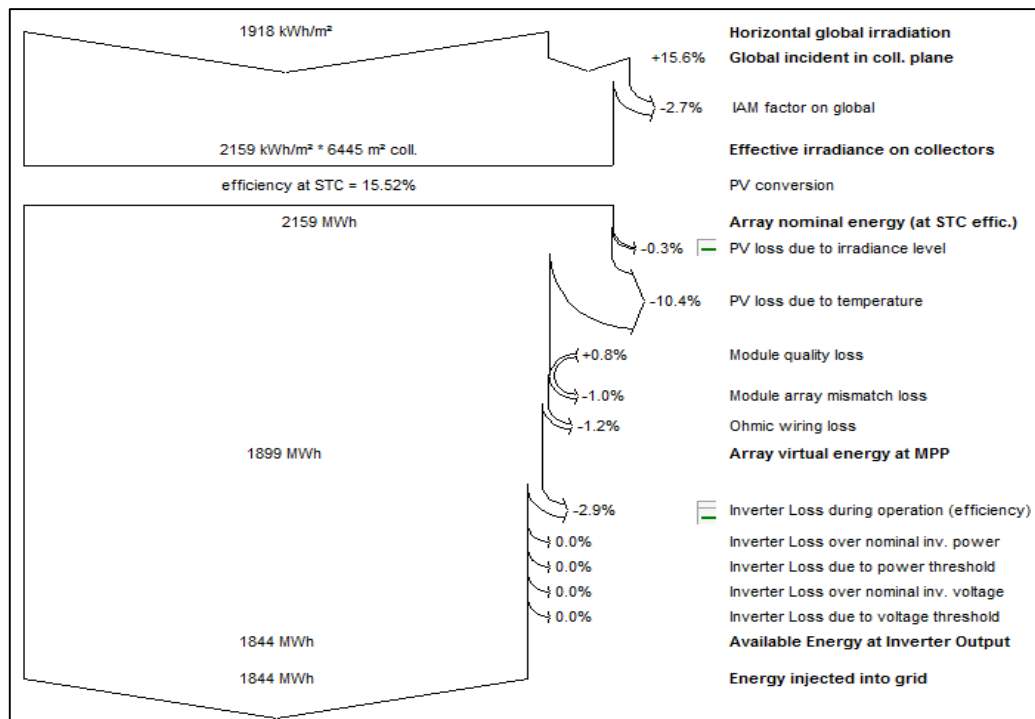 1918 kWh/m² Horizontal global irradiation
+15.6% Global incident in coll. plane
-2.7% IAM factor on global
2159 kWh/m² * 6445 m² coll. Effective irradiance on collectors
efficiency at STC = 15.52% PV conversion
2159 MWh Array nominal energy (at STC effic.)
-0.3% PV loss due to irradiance level
-10.4% PV loss due to temperature
+0.8% Module quality loss
-1.0% Module array mismatch loss
-1.2% Ohmic wiring loss
1899 MWh Array virtual energy at MPP
-2.9% Inverter Loss during operation (efficiency)
0.0% Inverter Loss over nominal inv. power
0.0% Inverter Loss due to power threshold
0.0% Inverter Loss over nominal inv. voltage
0.0% Inverter Loss due to voltage threshold
1844 MWh Available Energy at Inverter Output
1844 MWh Energy injected into grid